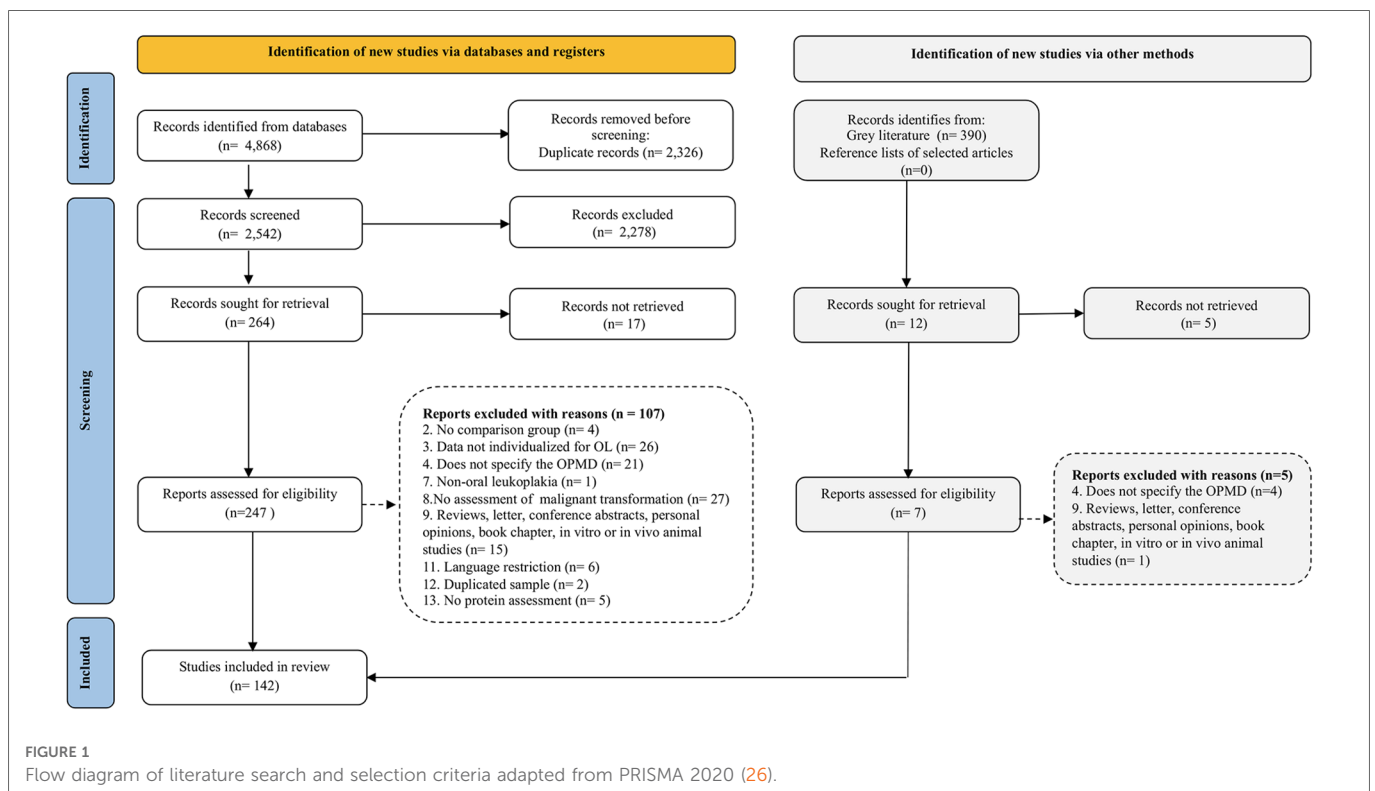 Identification of new studies via databases and registers
Identification of new studies via other methods
Identification
Records identified from databases
(n= 4,868)
Records removed before
screening:
Duplicate records (n= 2,326)
Records identifies from:
Grey literature (n= 390)
Reference lists of selected articles
(n=0)
Screening
Records screened
(n= 2,542)
Records excluded
(n= 2,278)
Records sought for retrieval
(n= 264)
Records not retrieved
(n= 17)
Records sought for retrieval
(n= 12)
Records not retrieved
(n= 5)
Reports assessed for eligibility
(n=247 )
Reports excluded with reasons (n = 107)
2. No comparison group (n= 4)
3. Data not individualized for OL (n= 26)
4. Does not specify the OPMD (n= 21)
7. Non-oral leukoplakia (n= 1)
8.No assessment of malignant transformation (n= 27)
9. Reviews, letter, conference abstracts, personal
opinions, book chapter, in vitro or in vivo animal
studies (n= 15)
11. Language restriction (n= 6)
12. Duplicated sample (n= 2)
13. No protein assessment (n= 5)
Reports assessed for eligibility
(n= 7)
Reports excluded with reasons (n=5)
4. Does not specify the OPMD (n=4)
9. Reviews, letter, conference
abstracts, personal opinions, book
chapter, in vitro or in vivo animal
studies (n= 1)
Included
Studies included in review
(n= 142)
FIGURE 1
Flow diagram of literature search and selection criteria adapted from PRISMA 2020 (26).